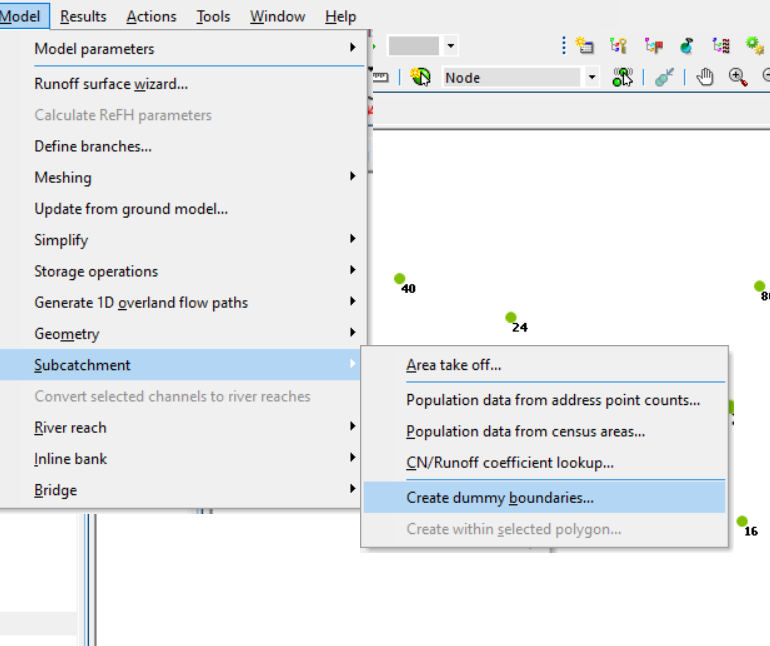 Model Results Actions Tools Window Help
Model parameters
Runoff surface wizard...
Calculate ReFH parameters
Define branches...
Meshing
Update from ground model...
Simplify
Storage operations
Generate 1D overland flow paths
Geometry
Subcatchment
Convert selected channels to river reaches
River reach
Inline bank
Bridge
Node
40
24
Area take off...
Population data from address point counts...
Population data from census areas...
CN/Runoff coefficient lookup...
Create dummy boundaries...
Create within selected polygon...
16